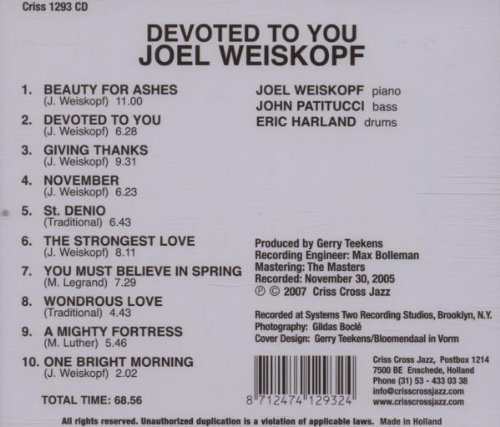 Criss 1293 CD
DEVOTED TO YOU
JOEL WEISKOPF
1. BEAUTY FOR ASHES
(J. Weiskopf) 11.00
2. DEVOTED TO YOU
(J. Weiskopf) 6.28
3. GIVING THANKS
(J. Weiskopf) 9.31
4. NOVEMBER
(J. Weiskopf) 6.23
5. St. DENIO
(Traditional) 6.43
6. THE STRONGEST LOVE
(J. Weiskopf) 8.11
7. YOU MUST BELIEVE IN SPRING
(M. Legrand) 7.29
8. WONDROUS LOVE
(Traditional) 4.43
9. A MIGHTY FORTRESS
(M. Luther) 5.46
10. ONE BRIGHT MORNING
(J. Weiskopf) 2.02
TOTAL TIME: 68.56
JOEL WEISKOPF piano
JOHN PATITUCCI bass
ERIC HARLAND drums
Produced by Gerry Teekens
Recording Engineer: Max Bolleman
Mastering: The Masters
Recorded: November 30, 2005
℗ © 2007 Criss Cross Jazz
Recorded at Systems Two Recording Studios, Brooklyn, N.Y.
Photography: Gildas Boclé
Cover Design: Gerry Teekens/Bloemendaal in Vorm
8 712474 129324
Criss Cross Jazz, Postbox 1214
7500 BE Enschede, Holland
Phone (31) 53 - 433 03 38
info@crisscrossjazz.com
www.crisscrossjazz.com
All rights reserved. Unauthorized duplication is a violation of applicable laws. Made in Holland